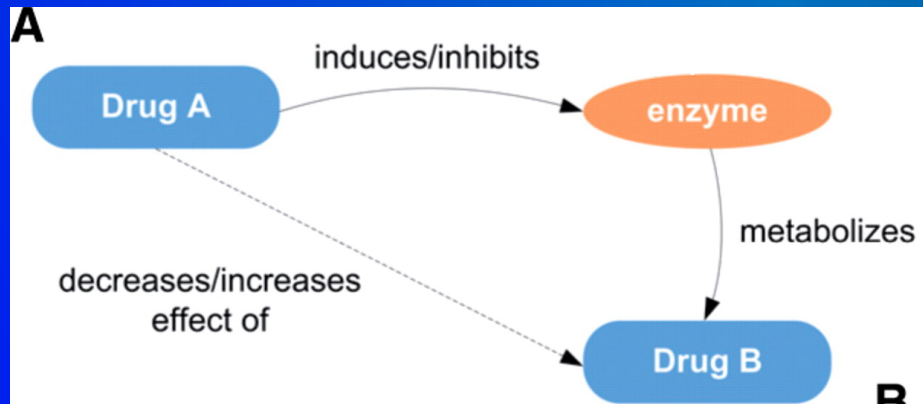 A
induces/inhibits
Drug A
enzyme
metabolizes
decreases/increases
effect of
Drug B
B